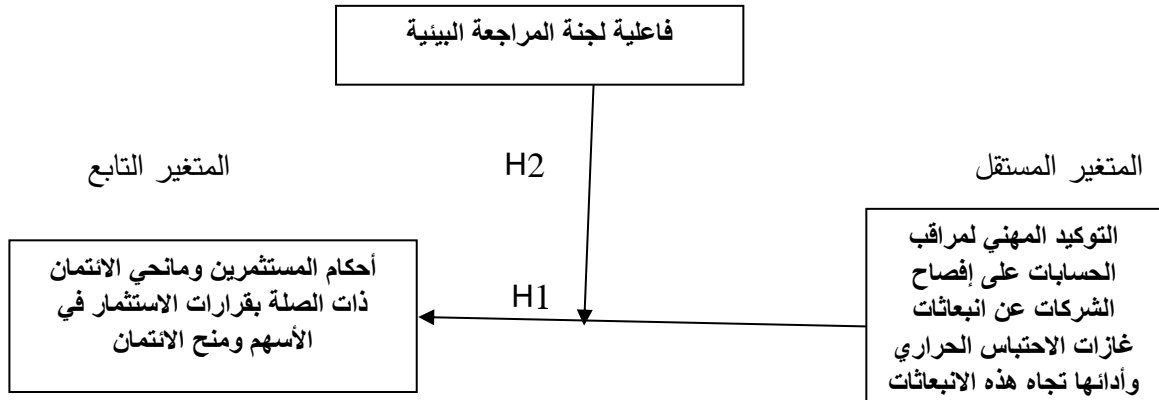 فاعلية لجنة المراجعة البيئية
المتغير المستقل
H2
المتغير التابع
التوكيد المهني لمراقب
الحسابات على إفصاح
الشركات عن انبعاثات
غازات الاحتباس الحراري
وأدائها تجاه هذه الانبعاثات
H1
أحكام المستثمرين ومانحي الائتمان
ذات الصلة بقرارات الاستثمار في
الأسهم ومنح الائتمان